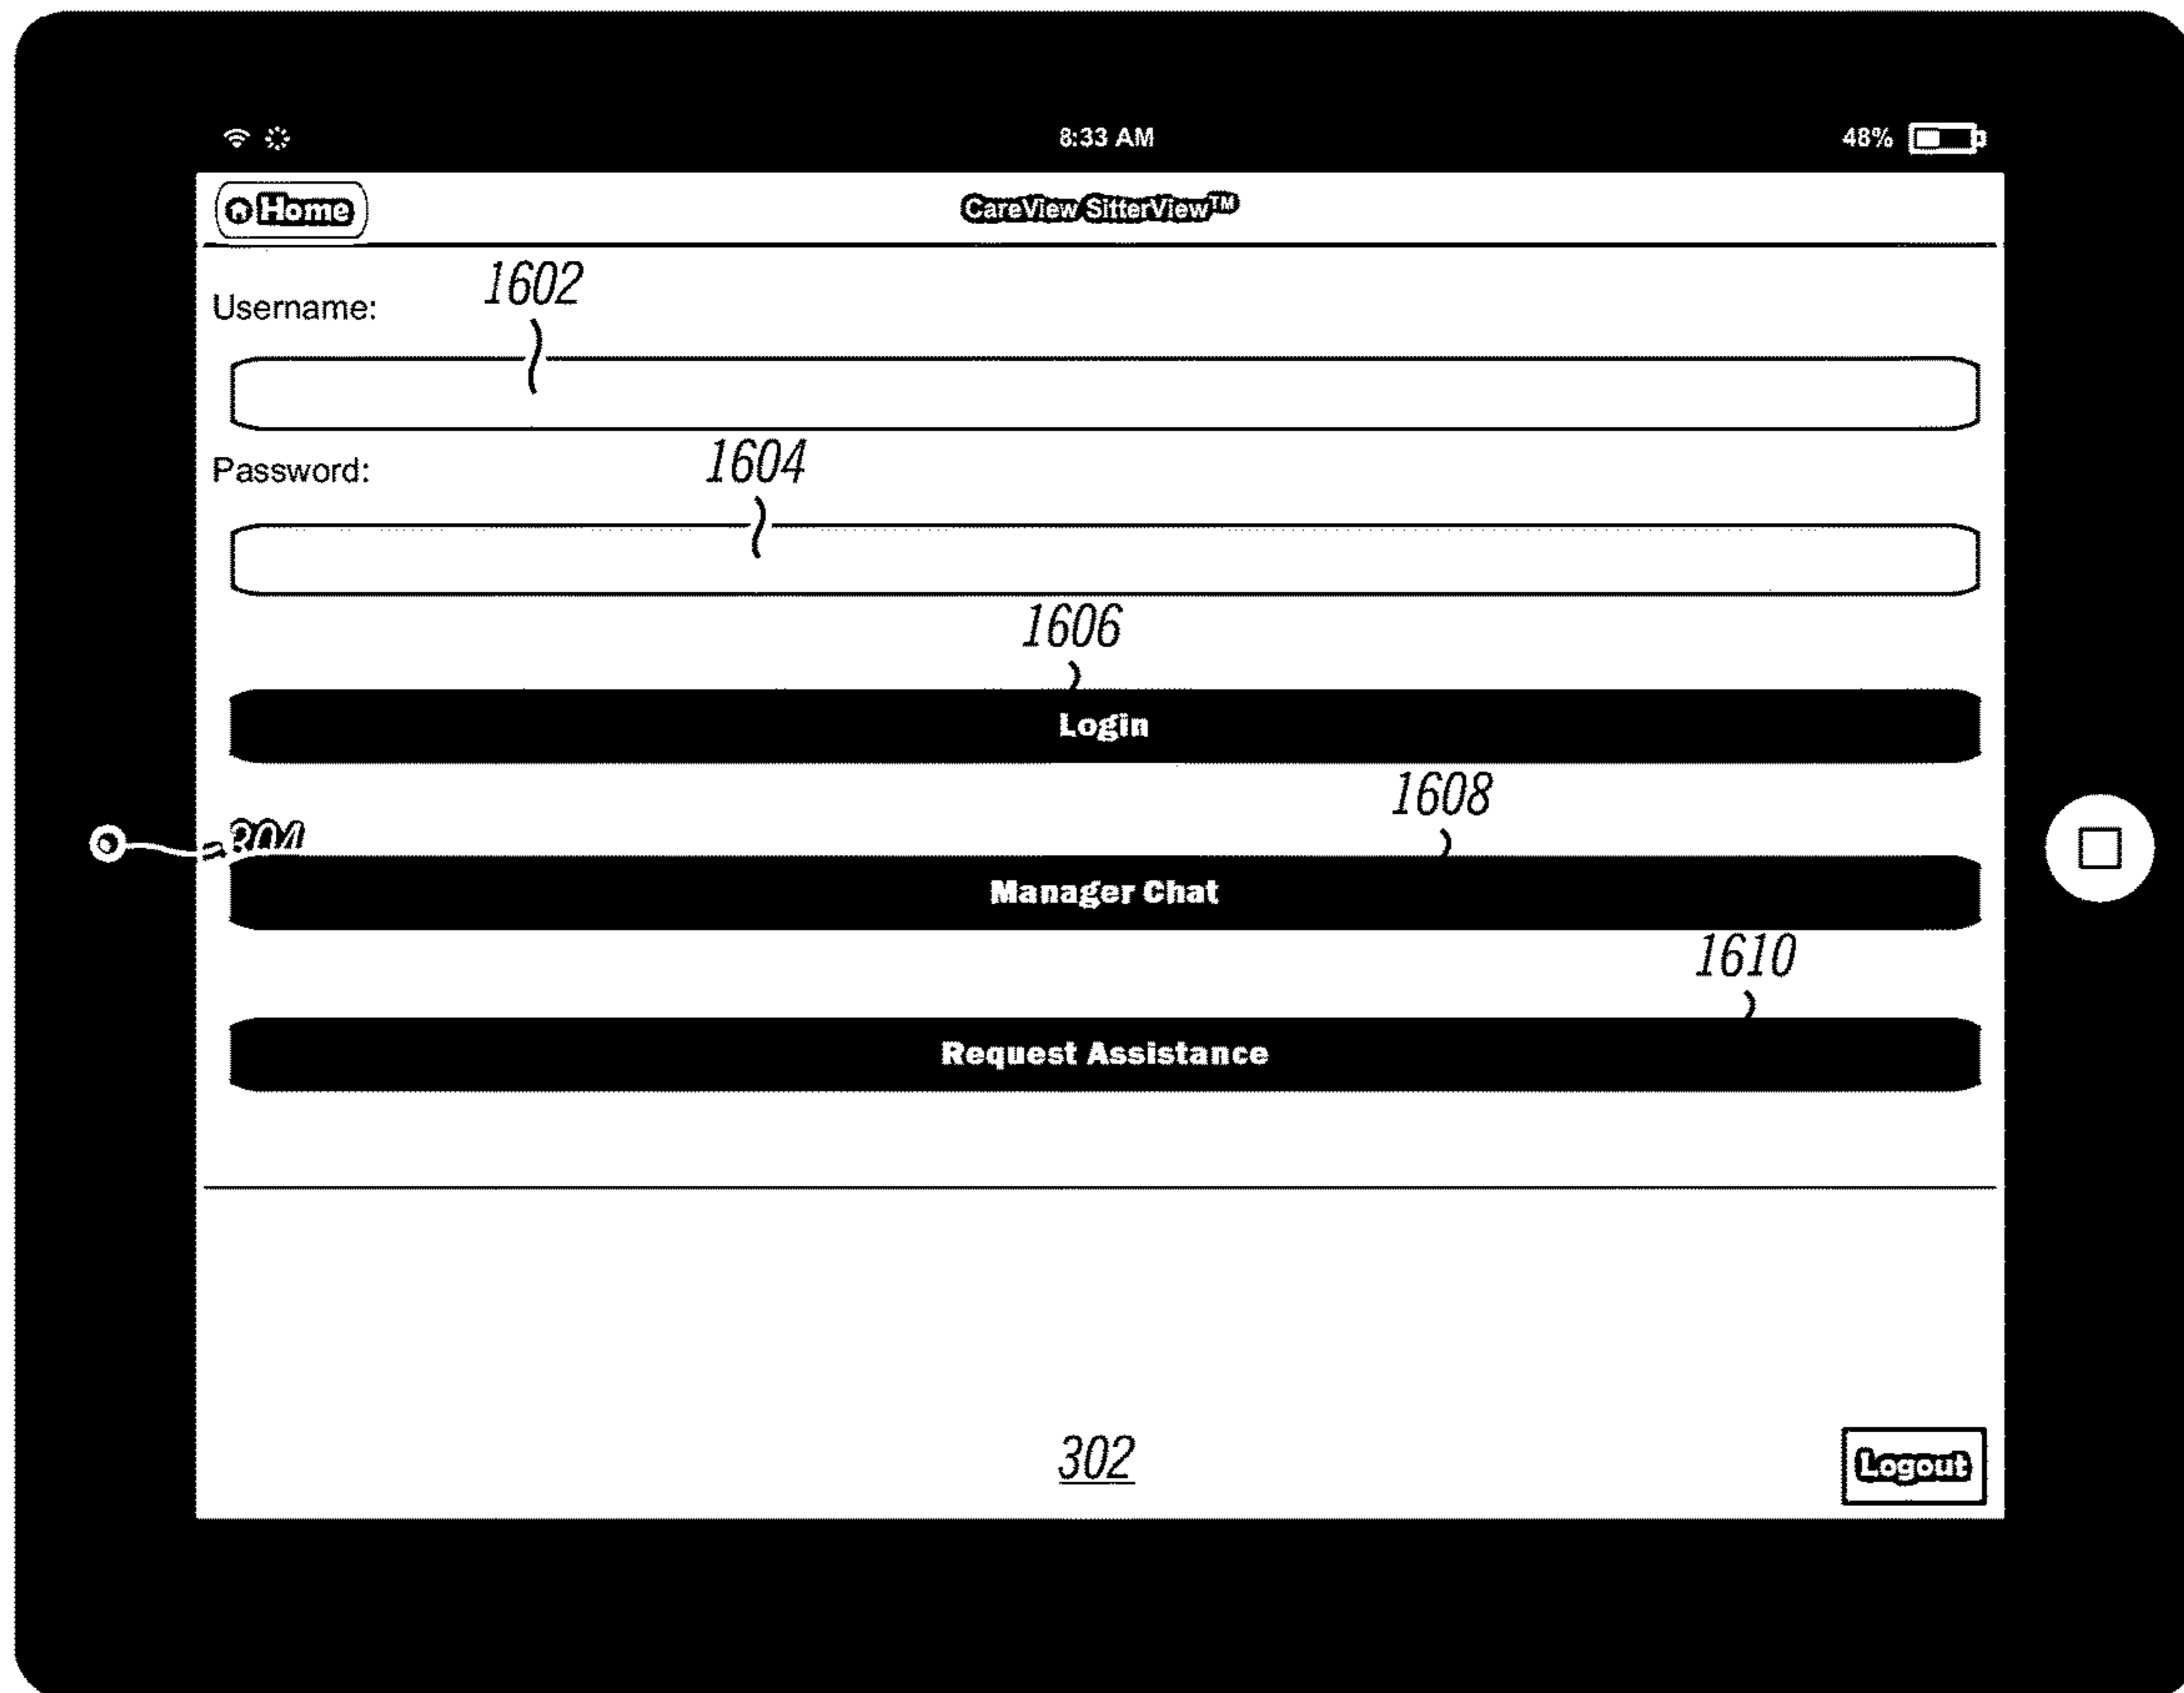 8:33 AM 48%
Home CareView SitterView™
Username: 1602
Password: 1604
1606
Login
1608
Manager Chat
1610
Request Assistance
302
Logout